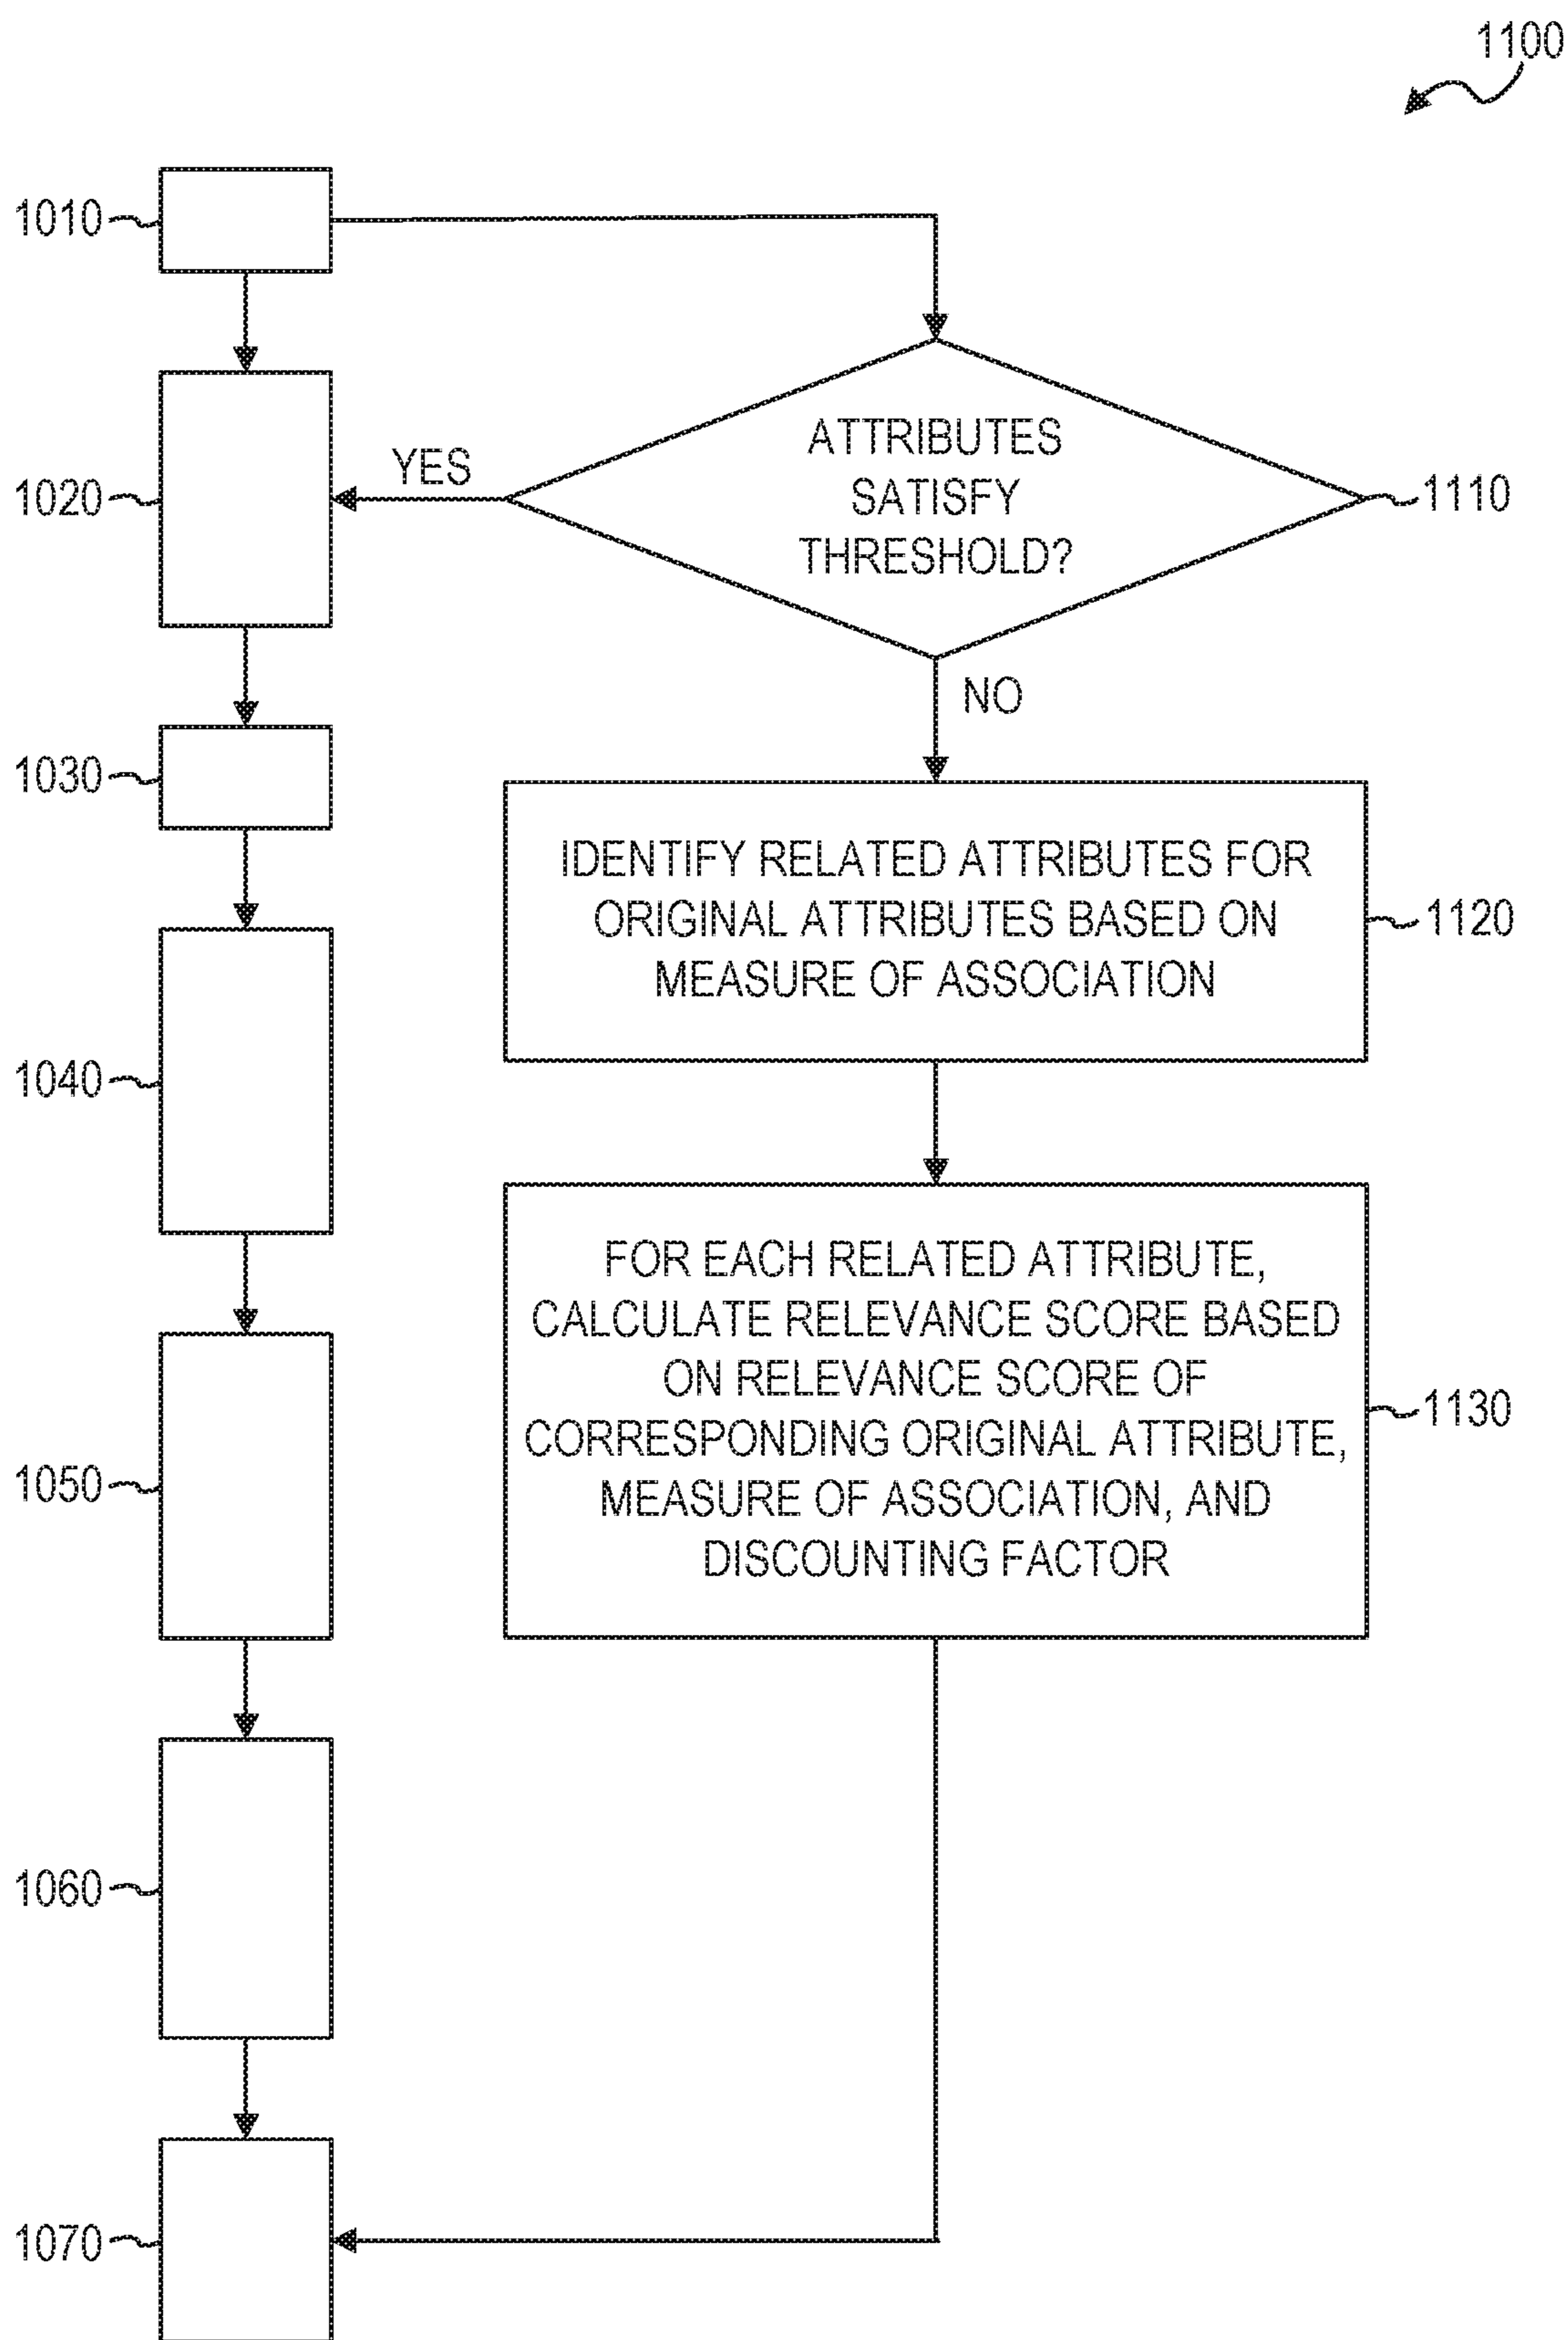 1100
1010
ATTRIBUTES
SATISFY
THRESHOLD?
YES
1020
1110
NO
1030
IDENTIFY RELATED ATTRIBUTES FOR
ORIGINAL ATTRIBUTES BASED ON
MEASURE OF ASSOCIATION
1120
1040
FOR EACH RELATED ATTRIBUTE,
CALCULATE RELEVANCE SCORE BASED
ON RELEVANCE SCORE OF
CORRESPONDING ORIGINAL ATTRIBUTE,
MEASURE OF ASSOCIATION, AND
DISCOUNTING FACTOR
1130
1050
1060
1070